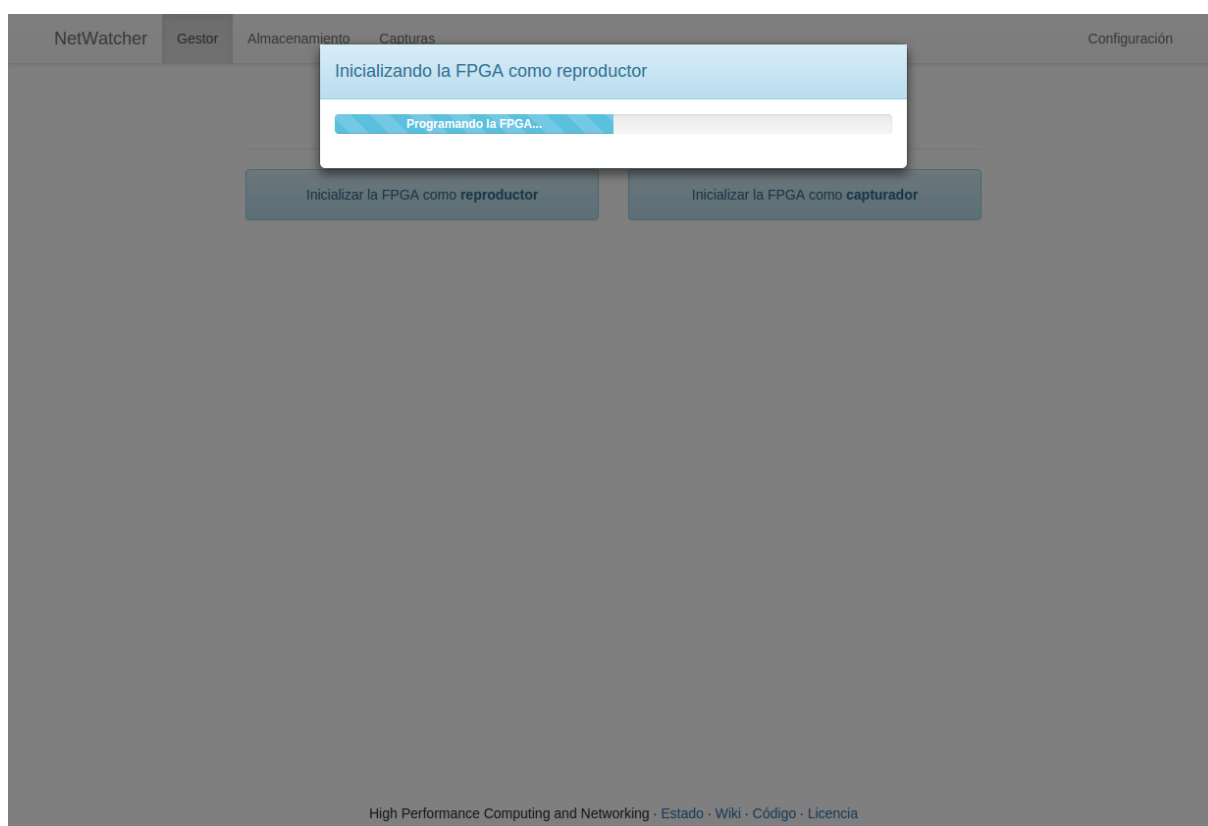 NetWatcher Gestor Almacenamiento Capturas Configuración
Inicializando la FPGA como reproductor
Programando la FPGA...
Inicializar la FPGA como reproductor Inicializar la FPGA como capturador
High Performance Computing and Networking · Estado · Wiki · Código · Licencia